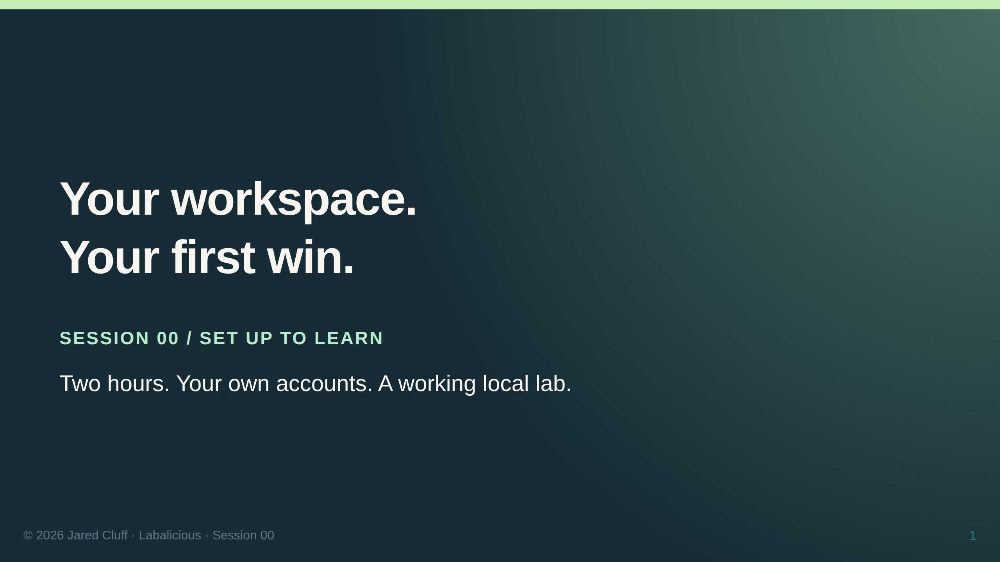 Your workspace.
Your first win.
SESSION 00 / SET UP TO LEARN
Two hours. Your own accounts. A working local lab.
© 2026 Jared Cluff · Labalicious · Session 00
1